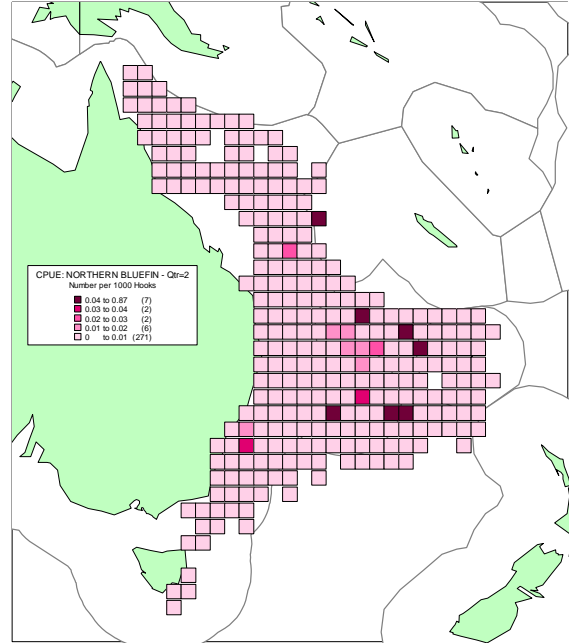 CPUE: NORTHERN BLUEFIN - Qtr=2
Number per 1000 Hooks
0.04 to 0.87 (7)
0.03 to 0.04 (2)
0.02 to 0.03 (2)
0.01 to 0.02 (6)
0 to 0.01 (271)